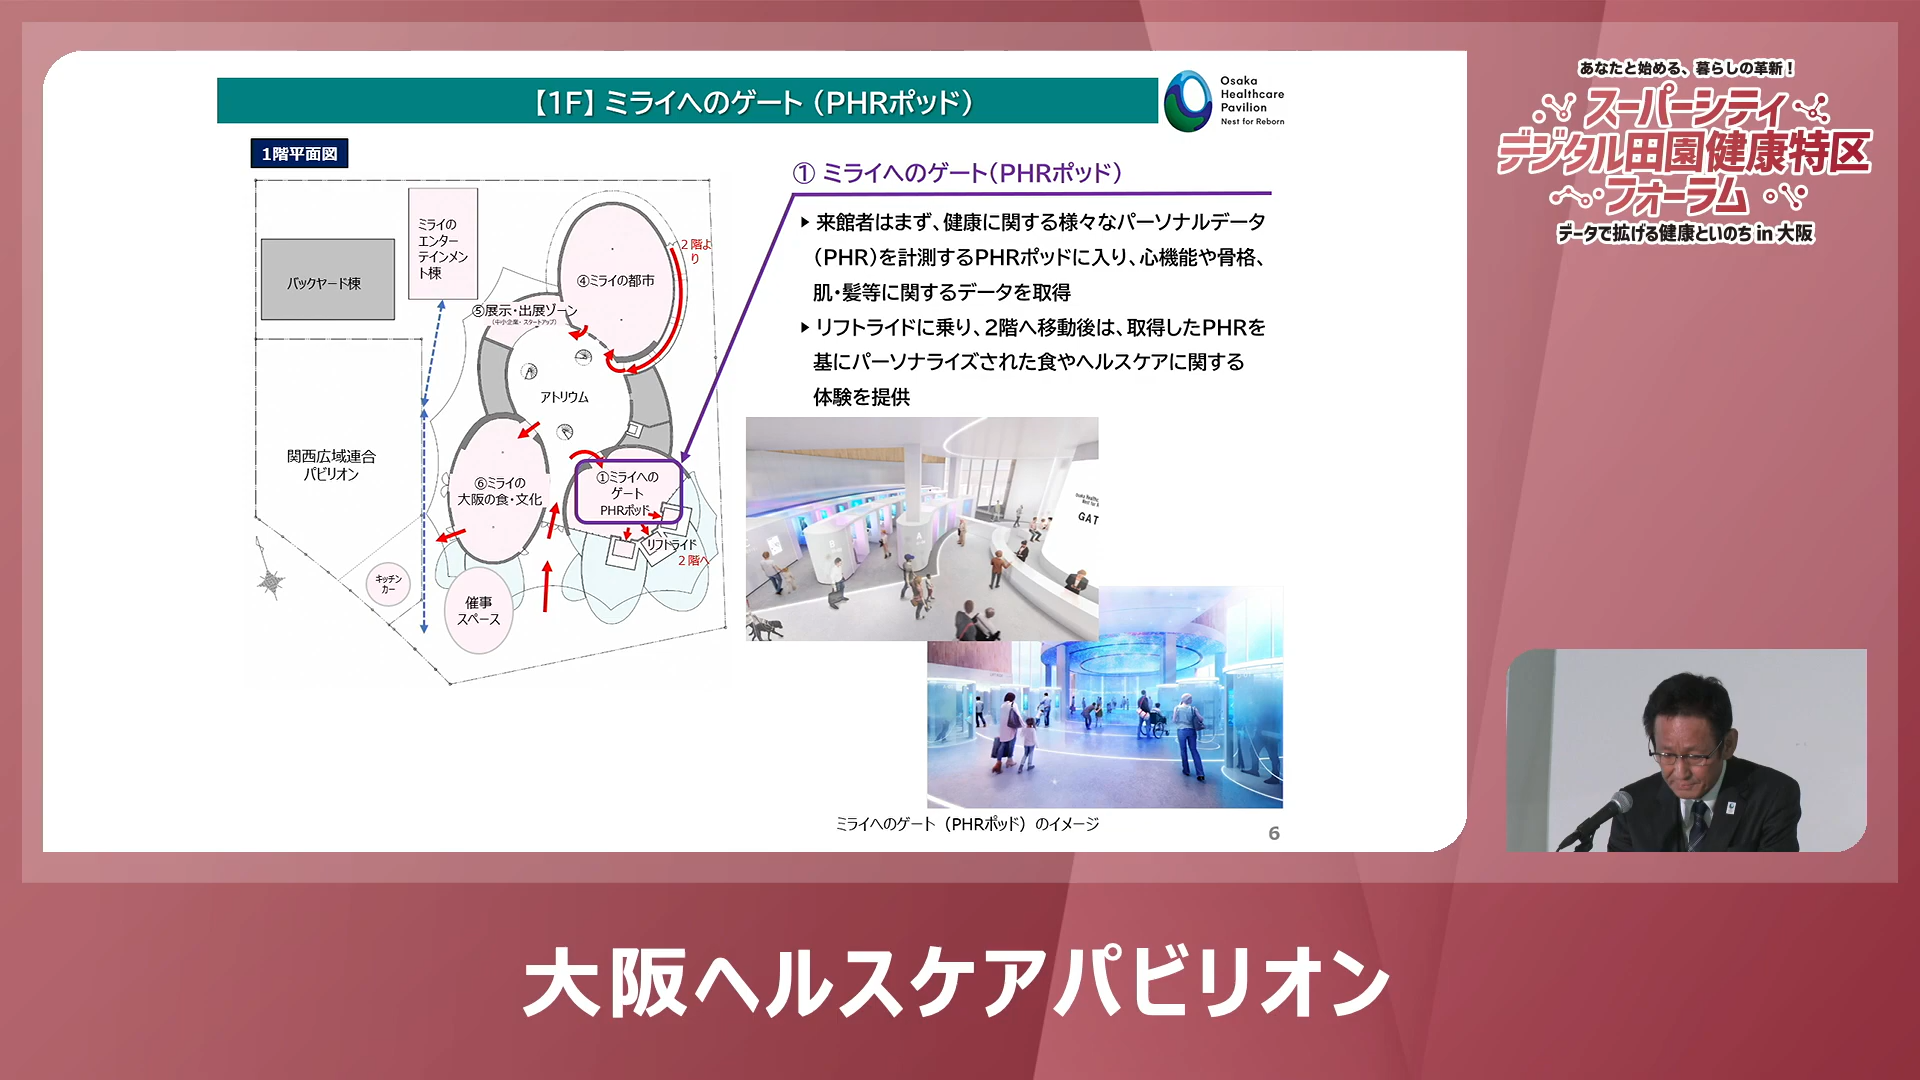 【1F】 ミライへのゲート（PHRポッド）
Osaka
Healthcare
Pavilion
Nest for Reborn
1階平面図
ミライの
エンター
テインメン
ト棟
バックヤード棟
④ミライの都市
2階よ
り
⑤展示・出展ゾーン
（中小企業・スタートアップ）
アトリウム
関西広域連合
パビリオン
⑥ミライの
大阪の食・文化
①ミライへの
ゲート
PHRポッド
リフトライド
2階へ
キッチン
カー
催事
スペース
① ミライへのゲート（PHRポッド）
来館者はまず、健康に関する様々なパーソナルデータ
（PHR）を計測するPHRポッドに入り、心機能や骨格、
肌・髪等に関するデータを取得
リフトライドに乗り、2階へ移動後は、取得したPHRを
基にパーソナライズされた食やヘルスケアに関する
体験を提供
GAT
B
A
ミライへのゲート（PHRポッド）のイメージ
6
あなたと始める、暮らしの革新！
スーパーシティ
デジタル田園健康特区
フォーラム
データで拡げる健康といのち in 大阪
大阪ヘルスケアパビリオン